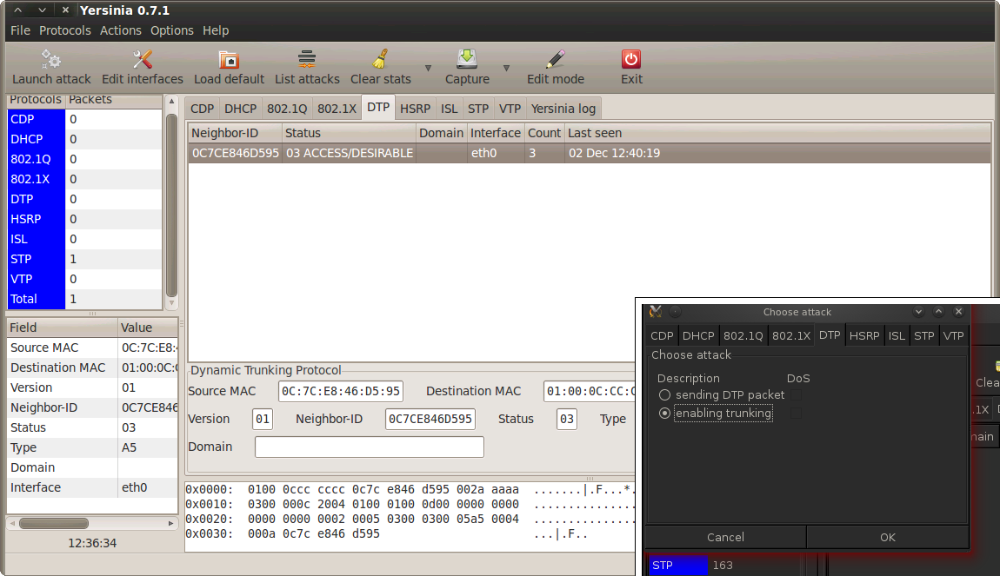 Yersinia 0.7.1
File Protocols Actions Options Help
Launch attack Edit interfaces Load default List attacks Clear stats Capture Edit mode Exit
Protocols Packets
CDP 0
DHCP 0
802.1Q 0
802.1X 0
DTP 0
HSRP 0
ISL 0
STP 1
VTP 0
Total 1
Field Value
Source MAC 0C:7C:E8:4
Destination MAC 01:00:0C:C
Version 01
Neighbor-ID 0C7CE846
Status 03
Type A5
Domain
Interface eth0
12:36:34
CDP DHCP 802.1Q 802.1X DTP HSRP ISL STP VTP Yersinia log
Neighbor-ID Status Domain Interface Count Last seen
0C7CE846D595 03 ACCESS/DESIRABLE eth0 3 02 Dec 12:40:19
Dynamic Trunking Protocol
Source MAC 0C:7C:E8:46:D5:95 Destination MAC 01:00:0C:CC:C
Version 01 Neighbor-ID 0C7CE846D595 Status 03 Type
Domain
0x0000: 0100 0ccc cccc 0c7c e846 d595 002a aaaa .......|.F...*.
0x0010: 0300 000c 2004 0100 0100 0d00 0000 0000 ...............
0x0020: 0000 0000 0002 0005 0300 0300 05a5 0004 ...............
0x0030: 000a 0c7c e846 d595 ...|.F..
Choose attack
CDP DHCP 802.1Q 802.1X DTP HSRP ISL STP VTP
Choose attack
Description DoS
sending DTP packet
enabling trunking
Cancel OK
Clea
.1X
main
STP 163